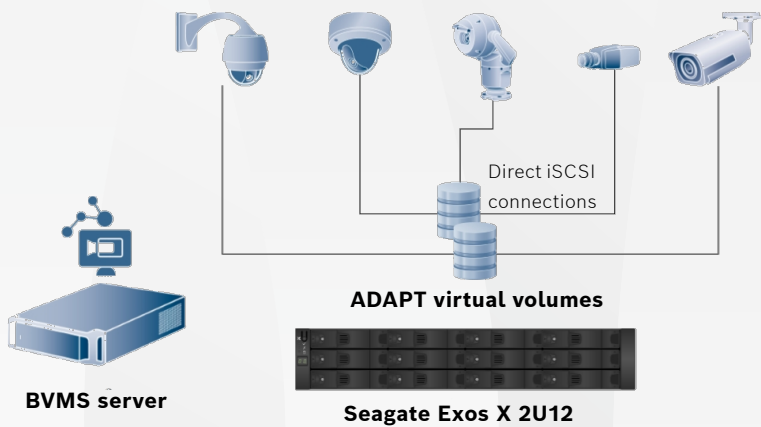 Direct iSCSI
connections
ADAPT virtual volumes
BVMS server
Seagate Exos X 2U12